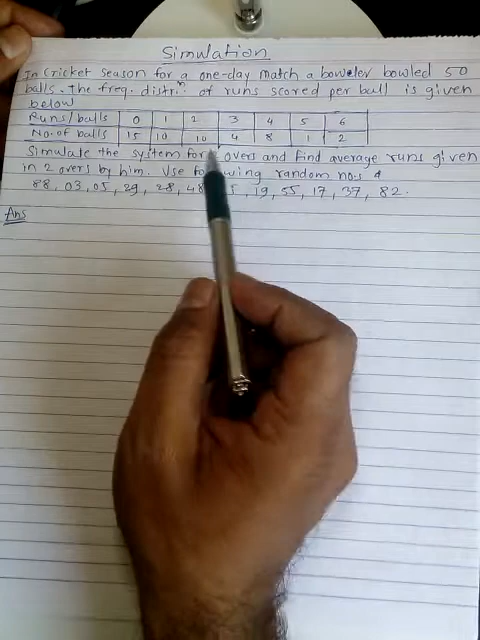 Simulation
In Cricket season for a one-day match a bowler bowled 50
balls. The freq. distri^n. of runs scored per ball is given
below
Runs/balls 0 1 2 3 4 5 6
No. of balls 15 10 10 4 8 1 2
Simulate the system for overs and find average runs given
in 2 overs by him. Use random nos
88, 03, 05, 29, 28, 48 5, 19, 55, 17, 37, 82.
Ans